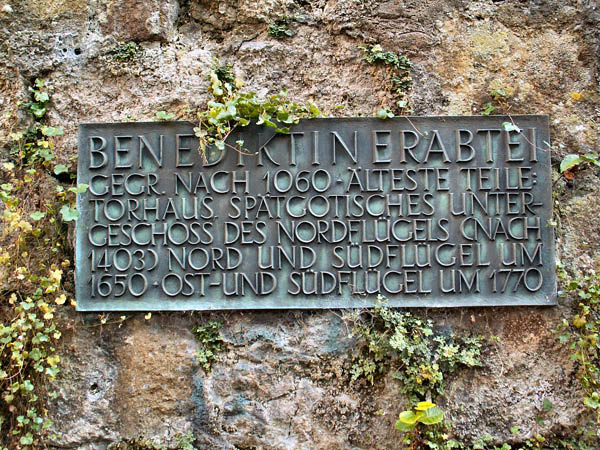 BENEDIKTINERABTEI
GEGR. NACH 1060 · ÄLTESTE TEILE:
TORHAUS, SPÄTGOTISCHES UNTER-
GESCHOSS DES NORDFLÜGELS (NACH
1403) NORD UND SÜDFLÜGEL UM
1650 · OST- UND SÜDFLÜGEL UM 1770